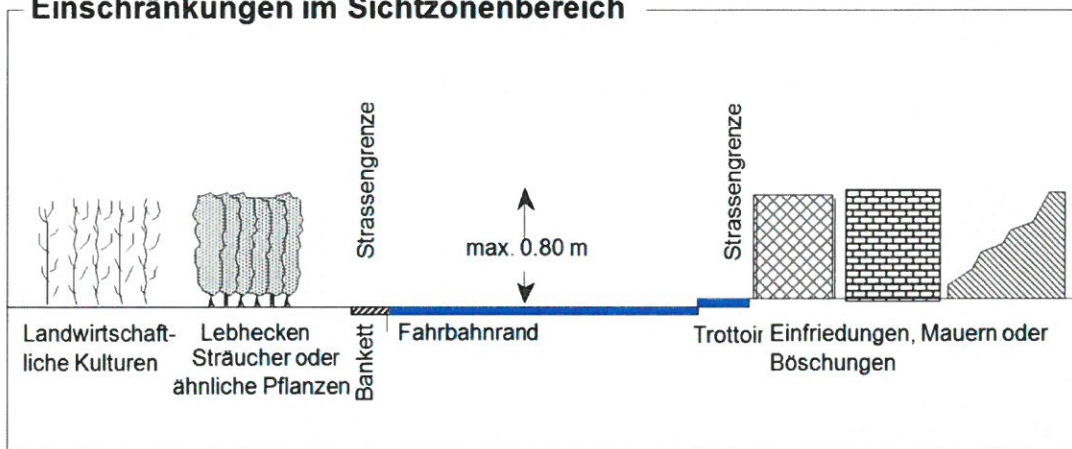 Einschränkungen im Sichtzonenbereich
Strassengrenze
Strassengrenze
max. 0.80 m
Landwirtschaft-
liche Kulturen
Lebhecken
Sträucher oder
ähnliche Pflanzen
Bankett
Fahrbahnrand
Trottoir
Einfriedungen, Mauern oder
Böschungen